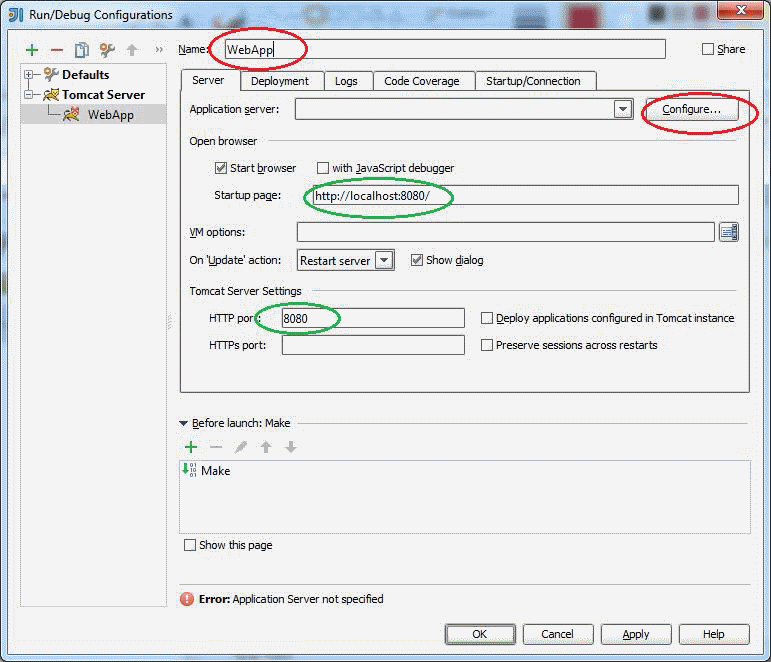 Run/Debug Configurations
Name: WebApp Share
Defaults
Tomcat Server
WebApp
Server Deployment Logs Code Coverage Startup/Connection
Application server: Configure...
Open browser
Start browser with JavaScript debugger
Startup page: http://localhost:8080/
VM options:
On 'Update' action: Restart server Show dialog
Tomcat Server Settings
HTTP port: 8080 Deploy applications configured in Tomcat instance
HTTPs port: Preserve sessions across restarts
Before launch: Make
Make
Show this page
Error: Application Server not specified
OK Cancel Apply Help